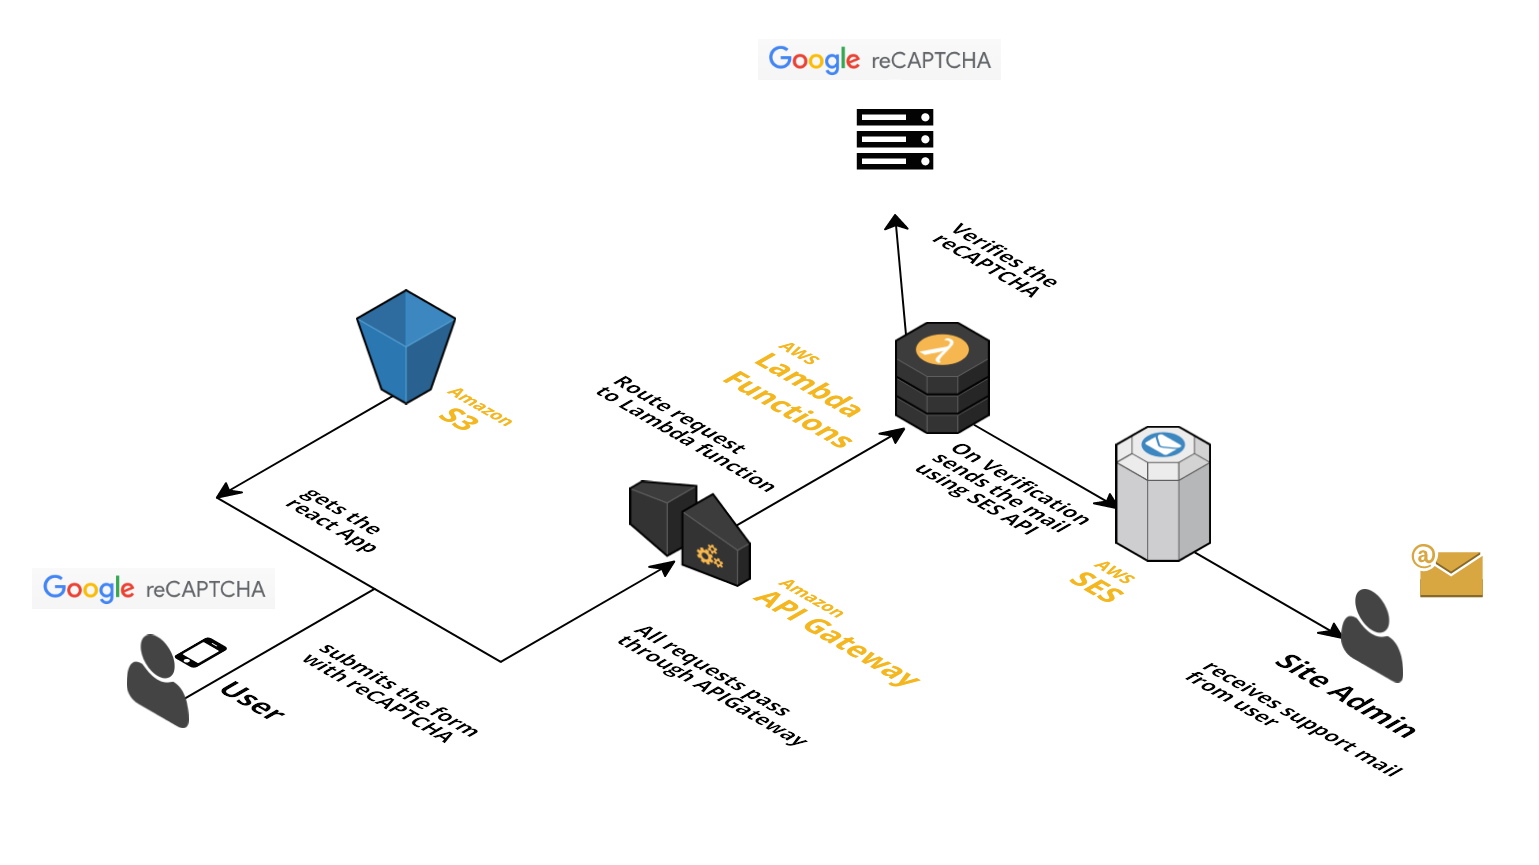 Google reCAPTCHA
Verifies the
reCAPTCHA
AWS
Lambda
Functions
Amazon
S3
Route request
to Lambda function
On Verification
sends the mail
using SES API
gets the
react App
AWS
SES
@
Google reCAPTCHA
Amazon
API Gateway
User
submits the form
with reCAPTCHA
All requests pass
through APIGateway
Site Admin
receives support mail
from user